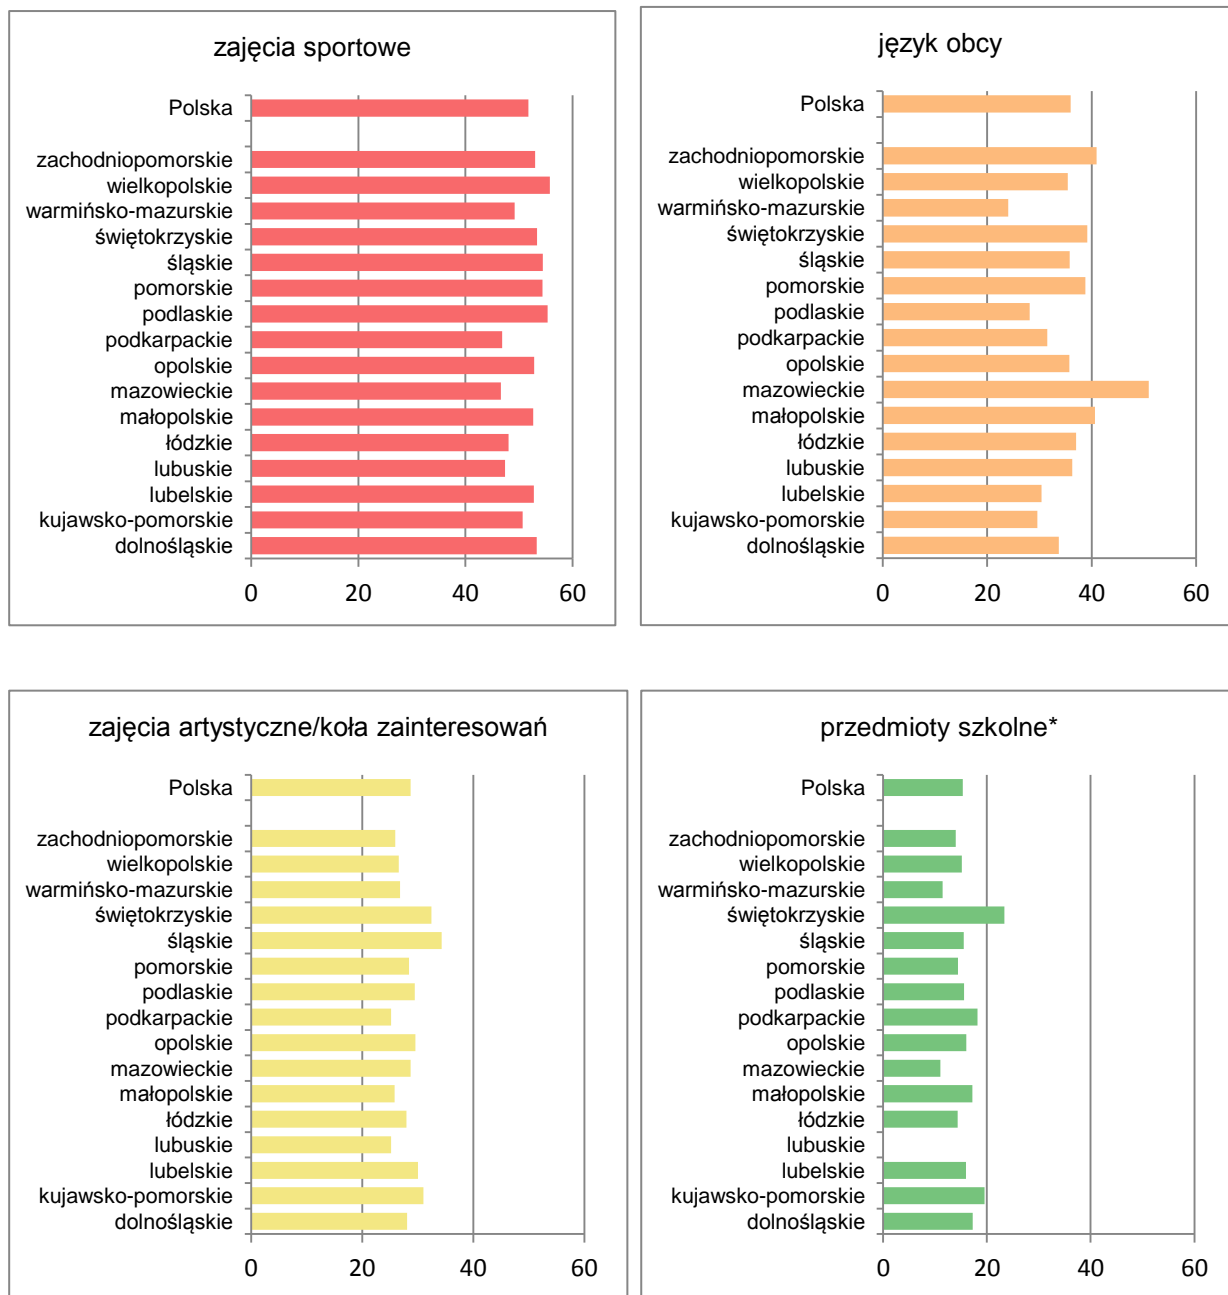 zajęcia sportowe
Polska
zachodniopomorskie
wielkopolskie
warmińsko-mazurskie
świętokrzyskie
śląskie
pomorskie
podlaskie
podkarpackie
opolskie
mazowieckie
małopolskie
łódzkie
lubuskie
lubelskie
kujawsko-pomorskie
dolnośląskie
0 20 40 60
język obcy
Polska
zachodniopomorskie
wielkopolskie
warmińsko-mazurskie
świętokrzyskie
śląskie
pomorskie
podlaskie
podkarpackie
opolskie
mazowieckie
małopolskie
łódzkie
lubuskie
lubelskie
kujawsko-pomorskie
dolnośląskie
0 20 40 60
zajęcia artystyczne/koła zainteresowań
Polska
zachodniopomorskie
wielkopolskie
warmińsko-mazurskie
świętokrzyskie
śląskie
pomorskie
podlaskie
podkarpackie
opolskie
mazowieckie
małopolskie
łódzkie
lubuskie
lubelskie
kujawsko-pomorskie
dolnośląskie
0 20 40 60
przedmioty szkolne*
Polska
zachodniopomorskie
wielkopolskie
warmińsko-mazurskie
świętokrzyskie
śląskie
pomorskie
podlaskie
podkarpackie
opolskie
mazowieckie
małopolskie
łódzkie
lubuskie
lubelskie
kujawsko-pomorskie
dolnośląskie
0 20 40 60